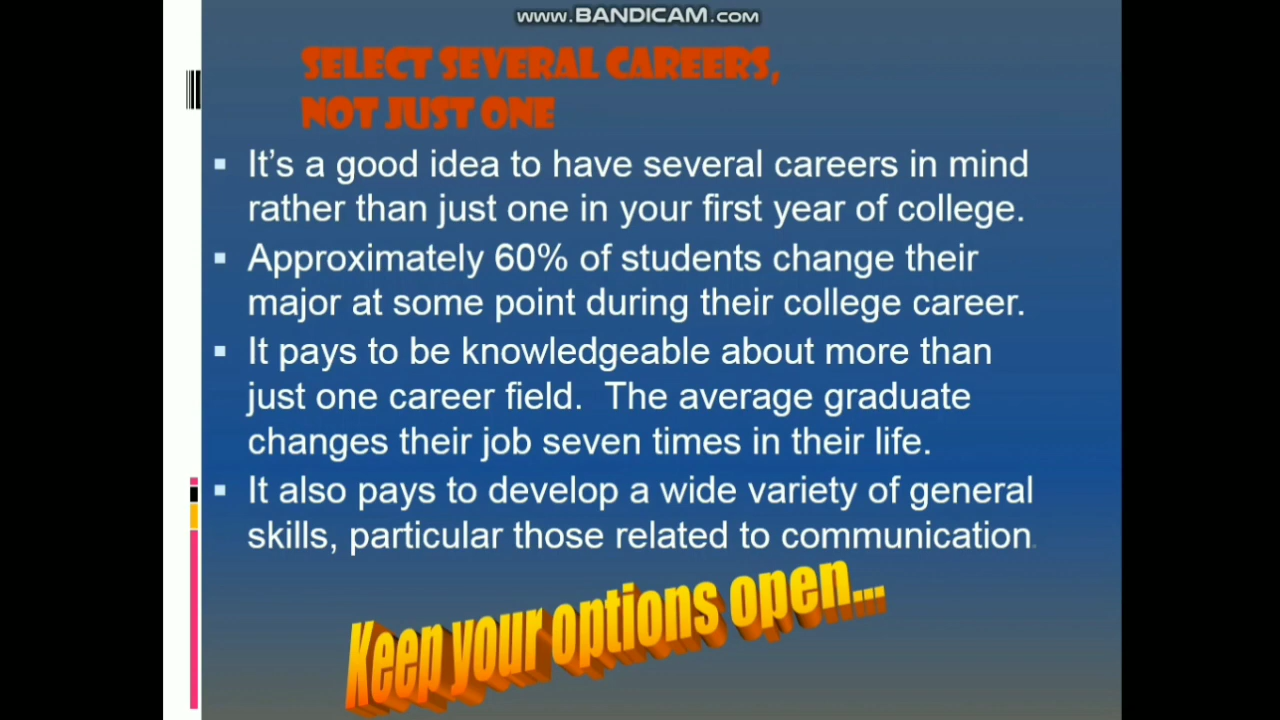 www.BANDICAM.com
SELECT SEVERAL CAREERS,
NOT JUST ONE
▪ It's a good idea to have several careers in mind
rather than just one in your first year of college.
▪ Approximately 60% of students change their
major at some point during their college career.
▪ It pays to be knowledgeable about more than
just one career field.  The average graduate
changes their job seven times in their life.
▪ It also pays to develop a wide variety of general
skills, particular those related to communication.
Keep your options open...